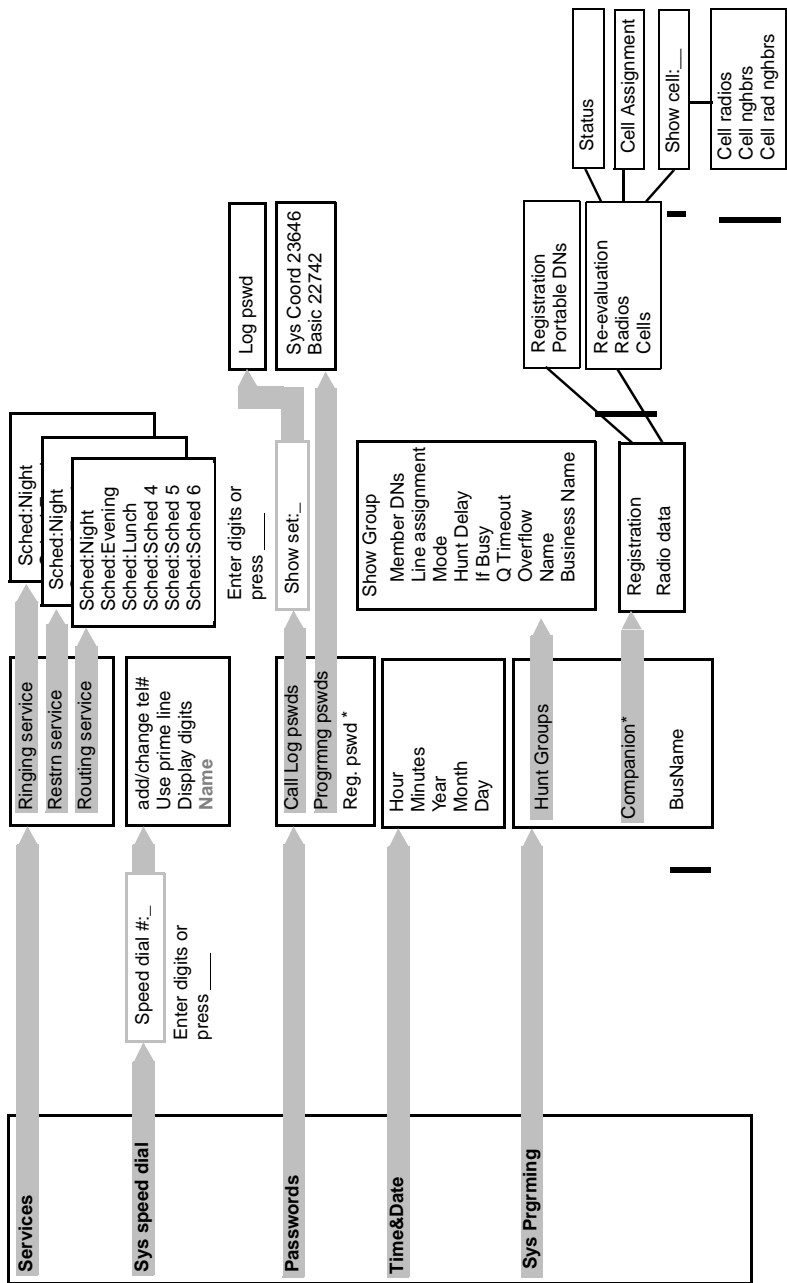 Services
Ringing service
Restrn service
Routing service
Sched:Night
Sched:Night
Sched:Night
Sched:Evening
Sched:Lunch
Sched:Sched 4
Sched:Sched 5
Sched:Sched 6
Sys speed dial
Speed dial #:_
Enter digits or
press ___
add/change tel#
Use prime line
Display digits
Name
Passwords
Call Log pswds
Progrmng pswds
Reg. pswd *
Enter digits or
press ___
Show set:_
Log pswd
Sys Coord 23646
Basic 22742
Time&Date
Hour
Minutes
Year
Month
Day
Sys Prgrming
Hunt Groups
Companion*
BusName
Show Group
Member DNs
Line assignment
Mode
Hunt Delay
If Busy
Q Timeout
Overflow
Name
Business Name
Registration
Radio data
Registration
Portable DNs
Re-evaluation
Radios
Cells
Status
Cell Assignment
Show cell:__
Cell radios
Cell nghbrs
Cell rad nghbrs